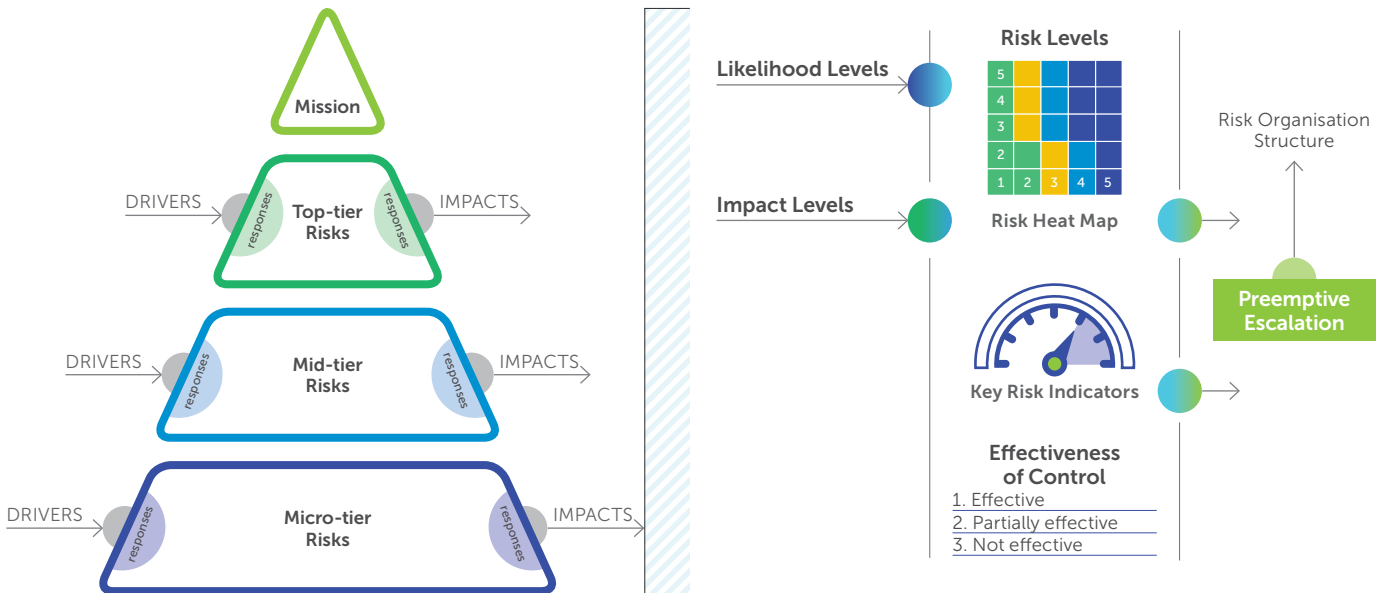 Mission
DRIVERS
responses
Top-tier
Risks
responses
IMPACTS
DRIVERS
responses
Mid-tier
Risks
responses
IMPACTS
DRIVERS
responses
Micro-tier
Risks
responses
IMPACTS
Likelihood Levels
Impact Levels
Risk Levels
5
4
3
2
1 2 3 4 5
Risk Heat Map
Key Risk Indicators
Effectiveness
of Control
1. Effective
2. Partially effective
3. Not effective
Risk Organisation
Structure
Preemptive
Escalation